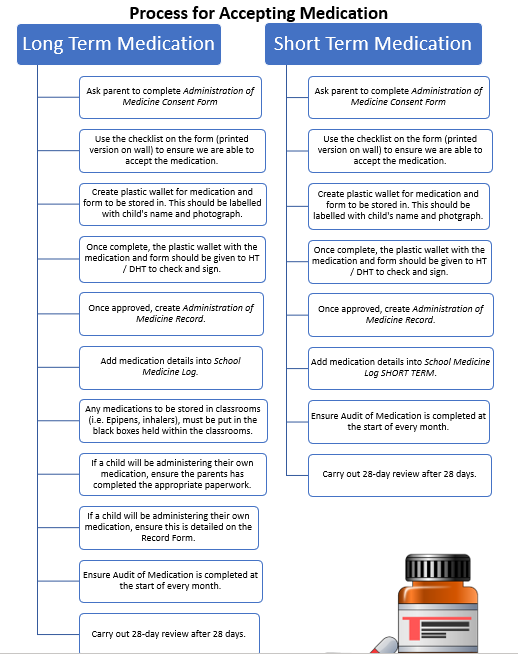 Process for Accepting Medication
Long Term Medication
Ask parent to complete Administration of
Medicine Consent Form
Use the checklist on the form (printed
version on wall) to ensure we are able to
accept the medication.
Create plastic wallet for medication and
form to be stored in. This should be labelled
with child's name and photograph.
Once complete, the plastic wallet with the
medication and form should be given to HT
/ DHT to check and sign.
Once approved, create Administration of
Medicine Record.
Add medication details into School
Medicine Log.
Any medications to be stored in classrooms
(i.e. Epipens, inhalers), must be put in the
black boxes held within the classrooms.
If a child will be administering their own
medication, ensure the parents has
completed the appropriate paperwork.
If a child will be administering their own
medication, ensure this is detailed on the
Record Form.
Ensure Audit of Medication is completed at
the start of every month.
Carry out 28-day review after 28 days.
Short Term Medication
Ask parent to complete Administration of
Medicine Consent Form
Use the checklist on the form (printed
version on wall) to ensure we are able to
accept the medication.
Create plastic wallet for medication and
form to be stored in. This should be
labelled with child's name and photgraph.
Once complete, the plastic wallet with the
medication and form should be given to HT
/ DHT to check and sign.
Once approved, create Administration of
Medicine Record.
Add medication details into School Medicine
Log SHORT TERM.
Ensure Audit of Medication is completed at
the start of every month.
Carry out 28-day review after 28 days.